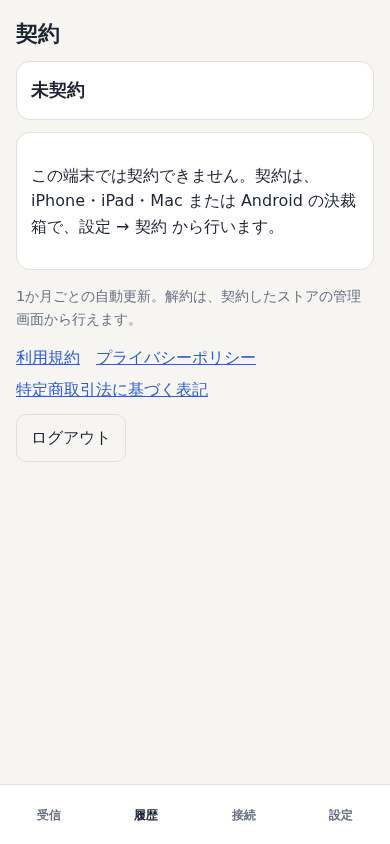 契約
未契約
この端末では契約できません。契約は、
iPhone・iPad・Mac または Android の決裁
箱で、設定 → 契約 から行います。
1か月ごとの自動更新。解約は、契約したストアの管理
画面から行えます。
利用規約 プライバシーポリシー
特定商取引法に基づく表記
ログアウト
受信 履歴 接続 設定